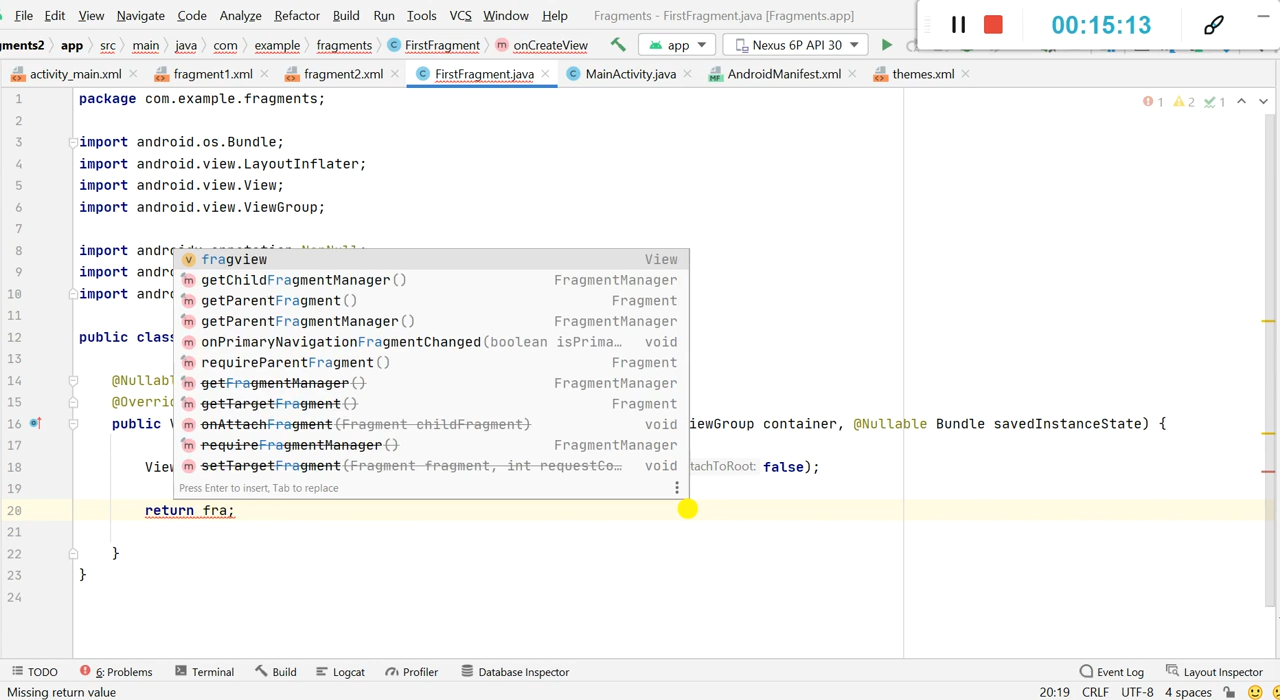 File Edit View Navigate Code Analyze Refactor Build Run Tools VCS Window Help Fragments - FirstFragment.java [Fragments.app]
00:15:13
ments2 app src main java com example fragments FirstFragment onCreateView app Nexus 6P API 30
activity_main.xml fragment1.xml fragment2.xml FirstFragment.java MainActivity.java AndroidManifest.xml themes.xml
1 package com.example.fragments;
1 2 1
2
3 import android.os.Bundle;
4 import android.view.LayoutInflater;
5 import android.view.View;
6 import android.view.ViewGroup;
7
8 import
9 import
10 import
11
12 public class
13
14
15
16 public iewGroup container, @Nullable Bundle savedInstanceState) {
17
18 View tachToRoot: false);
19
20 return fra;
21
22 }
23 }
24
fragview View
getChildFragmentManager() FragmentManager
getParentFragment() Fragment
getParentFragmentManager() FragmentManager
onPrimaryNavigationFragmentChanged(boolean isPrima… void
requireParentFragment() Fragment
getFragmentManager() FragmentManager
getTargetFragment() Fragment
onAttachFragment(Fragment childFragment) void
requireFragmentManager() FragmentManager
setTargetFragment(Fragment fragment, int requestCo… void
Press Enter to insert, Tab to replace
TODO 6: Problems Terminal Build Logcat Profiler Database Inspector Event Log Layout Inspector
Missing return value 20:19 CRLF UTF-8 4 spaces